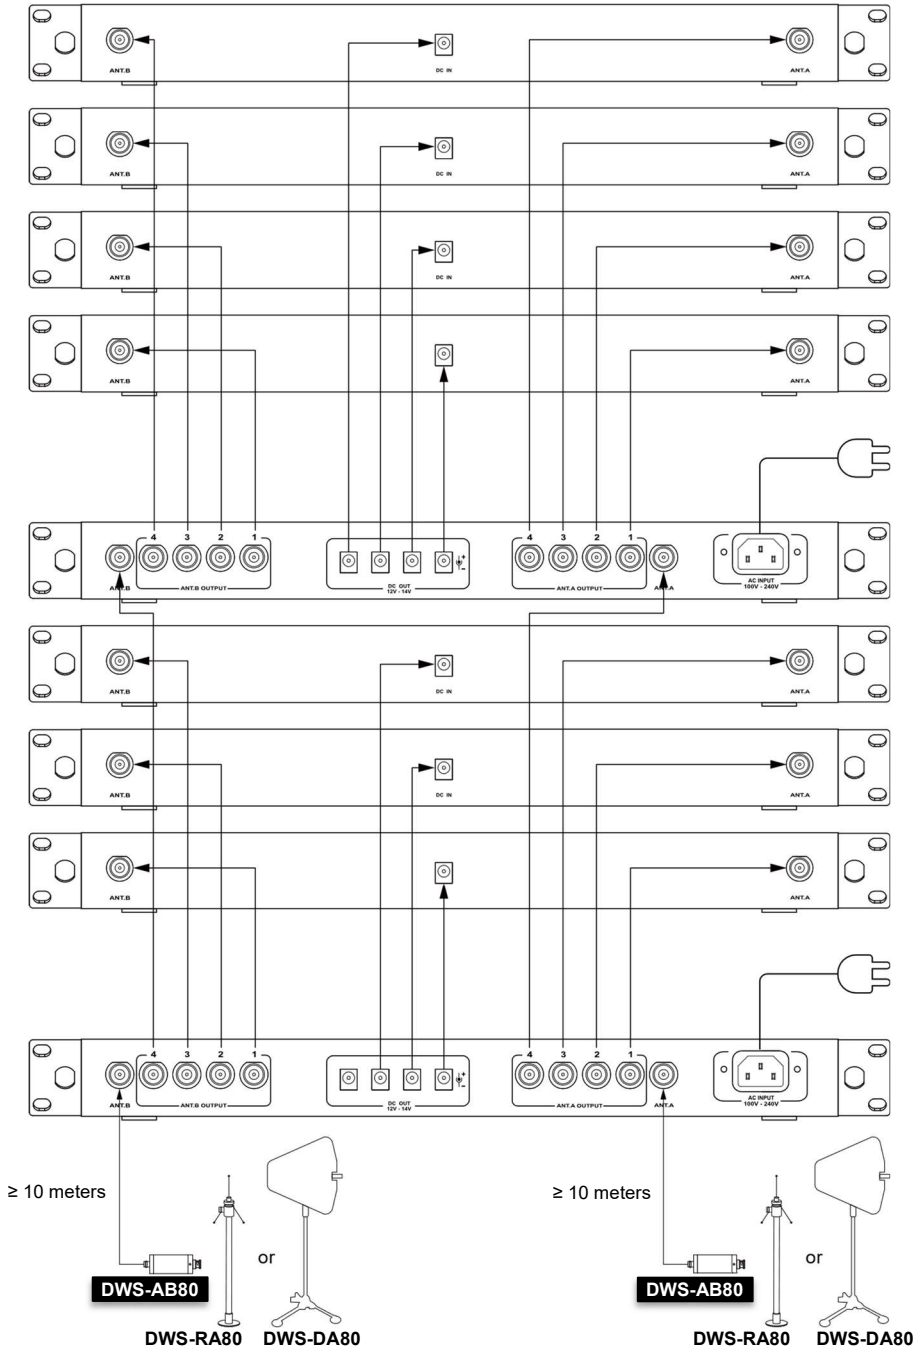 ANT.B DC IN ANT.A
ANT.B DC IN ANT.A
ANT.B DC IN ANT.A
ANT.B ANT.A
4 3 2 1 4 3 2 1
+
-
ANT.B ANT.B OUTPUT DC OUT ANT.A OUTPUT ANT.A AC INPUT
12V - 14V 100V - 240V
ANT.B DC IN ANT.A
ANT.B DC IN ANT.A
ANT.B ANT.A
4 3 2 1 4 3 2 1
+
-
ANT.B ANT.B OUTPUT DC OUT ANT.A OUTPUT ANT.A AC INPUT
12V - 14V 100V - 240V
≥ 10 meters ≥ 10 meters
or or
DWS-AB80 DWS-AB80
DWS-RA80 DWS-DA80 DWS-RA80 DWS-DA80